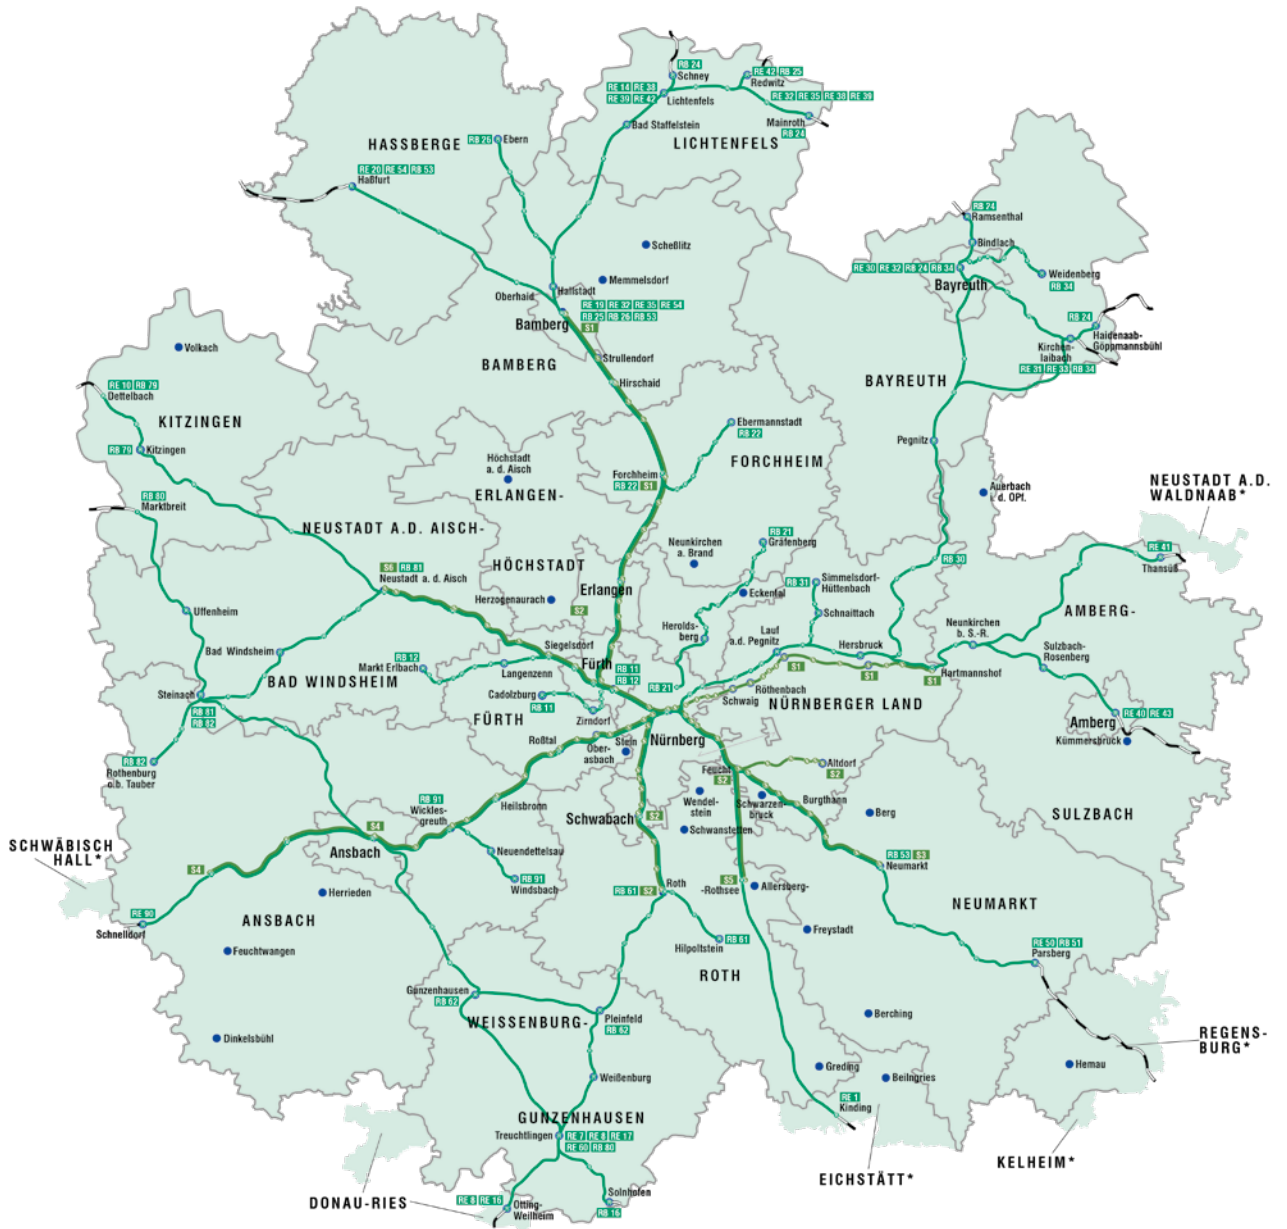 RB 24
Schney
RE 42 RB 25
Redwitz
RE 14 RE 38
RE 39 RE 42
Lichtenfels
RE 32 RE 35 RE 38 RE 39
Mainroth
RB 24
Bad Staffelstein
LICHTENFELS
HASSBERGE
RB 26
Ebern
RE 20 RE 54 RB 53
Haßfurt
RB 24
Ramsenthal
Bindlach
RE 30 RE 32 RB 24 RB 34
Bayreuth
Weidenberg
RB 34
Scheßlitz
Memmelsdorf
Hallstadt
Oberhaid
RE 19 RE 32 RE 35 RE 54
RB 25 RB 26 RB 53
Bamberg
S1
RB 24
Haidenaab-
Göppmannsbühl
Kirchen-
laibach
RE 31 RE 33 RB 34
Strullendorf
Hirschaid
BAMBERG
BAYREUTH
Volkach
RE 10 RB 79
Dettelbach
KITZINGEN
RB 79
Kitzingen
Ebermannstadt
RB 22
FORCHHEIM
Pegnitz
Höchstadt
a. d. Aisch
ERLANGEN-
Forchheim
RB 22 S1
Auerbach
i. d. OPf.
NEUSTADT A.D.
WALDNAAB*
RB 80
Marktbreit
NEUSTADT A.D. AISCH-
Neunkirchen
a. Brand
RB 21
Gräfenberg
HÖCHSTADT
RB 30
RE 41
Thansüß
S6 RB 81
Neustadt a. d. Aisch
Erlangen
Herzogenaurach
S2
Eckental
RB 31
Simmelsdorf-
Hüttenbach
Schnaittach
AMBERG-
Uffenheim
Herolds-
berg
Lauf
a.d. Pegnitz
Hersbruck
Neunkirchen
b. S.-R.
Sulzbach-
Rosenberg
Bad Windsheim
Siegelsdorf
Fürth
RB 12
Markt Erlbach
Langenzenn
RB 11
RB 12
RB 21
S1
S1
S1
Hartmannshof
BAD WINDSHEIM
Steinach
RB 81
RB 82
Cadolzburg
RB 11
FÜRTH
Zirndorf
Röthenbach
Schwaig
NÜRNBERGER LAND
RE 40 RE 43
Amberg
Kümmersbruck
Roßtal
Ober-
asbach
Stein
Nürnberg
RB 82
Rothenburg
o.b. Tauber
Feucht
S2
Altdorf
S2
RB 91
Wickles-
greuth
Heilsbronn
Schwabach
S2
Wendel-
stein
Schwarzen-
bruck
Burgthann
Berg
SULZBACH
Schwanstetten
S4
Ansbach
SCHWÄBISCH
HALL*
S4
Neuendettelsau
RB 91
Windsbach
RB 53 S3
Neumarkt
Roth
RB 61 S2
S5
-Rothsee
Allersberg-
Herrieden
NEUMARKT
ANSBACH
RE 90
Schnelldorf
Feuchtwangen
Hilpoltstein
RB 61
Freystadt
RE 50 RB 51
Parsberg
ROTH
Gunzenhausen
RB 62
WEISSENBURG-
Pleinfeld
RB 62
Berching
REGENS-
BURG*
Dinkelsbühl
Weißenburg
Greding
Beilngries
Hemau
RE 1
Kinding
GUNZENHAUSEN
Treuchtlingen
RE 7 RE 8 RE 17
RE 60 RB 80
KELHEIM*
EICHSTÄTT*
DONAU-RIES
RE 8 RE 16
Otting-
Weilheim
Solnhofen
RB 16